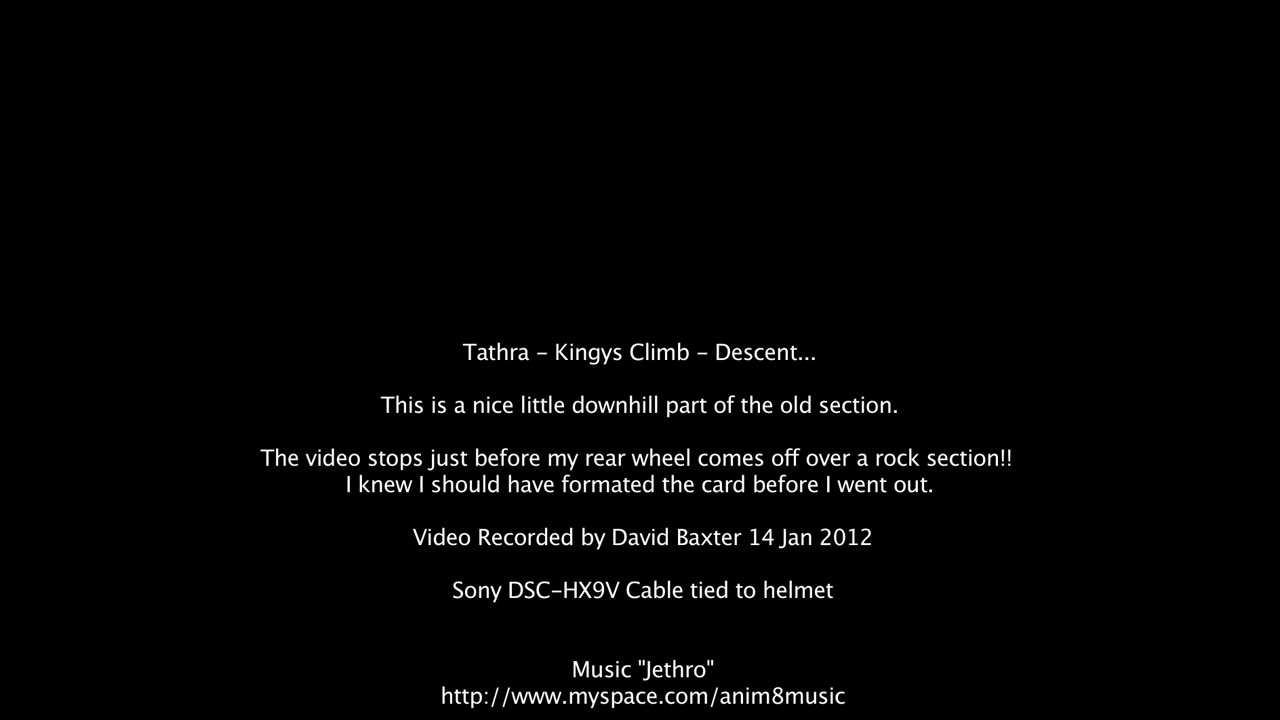 Tathra – Kingys Climb – Descent...
This is a nice little downhill part of the old section.
The video stops just before my rear wheel comes off over a rock section!!
I knew I should have formated the card before I went out.
Video Recorded by David Baxter 14 Jan 2012
Sony DSC–HX9V Cable tied to helmet
Music "Jethro"
http://www.myspace.com/anim8music